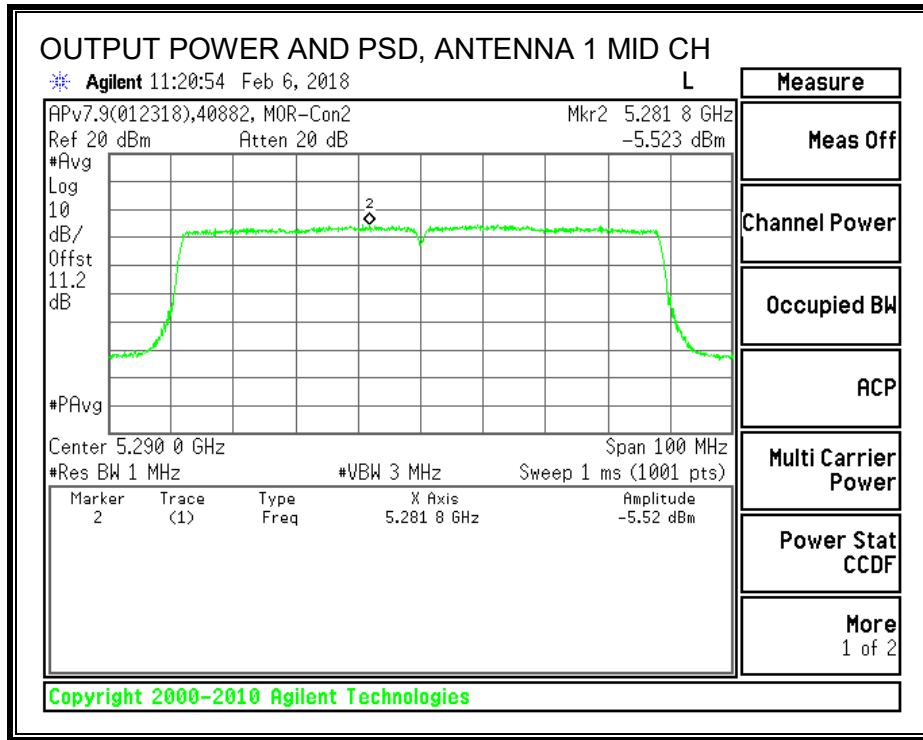 OUTPUT POWER AND PSD, ANTENNA 1 MID CH
Agilent 11:20:54 Feb 6, 2018 L
APv7.9(012318),40882, MOR-Con2 Mkr2 5.281 8 GHz
Ref 20 dBm Atten 20 dB -5.523 dBm
#Avg
Log
10
dB/
Offst
11.2
dB
2
#PAvg
Center 5.290 0 GHz Span 100 MHz
#Res BW 1 MHz #VBW 3 MHz Sweep 1 ms (1001 pts)
Marker Trace Type X Axis Amplitude
2 (1) Freq 5.281 8 GHz -5.52 dBm
Measure
Meas Off
Channel Power
Occupied BW
ACP
Multi Carrier
Power
Power Stat
CCDF
More
1 of 2
Copyright 2000-2010 Agilent Technologies